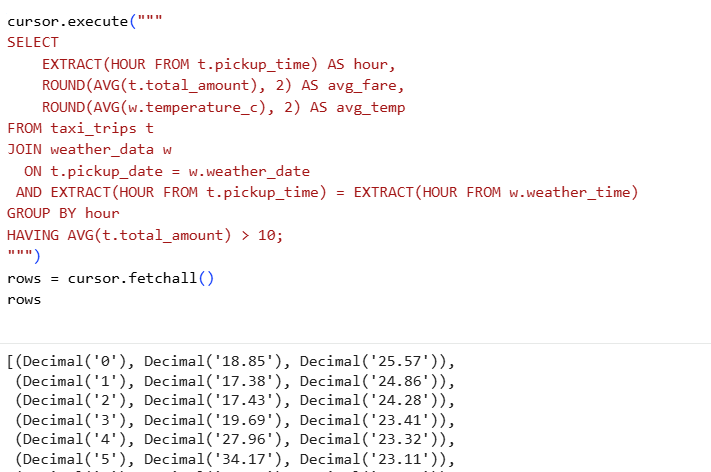 cursor.execute("""
SELECT
    EXTRACT(HOUR FROM t.pickup_time) AS hour,
    ROUND(AVG(t.total_amount), 2) AS avg_fare,
    ROUND(AVG(w.temperature_c), 2) AS avg_temp
FROM taxi_trips t
JOIN weather_data w
  ON t.pickup_date = w.weather_date
 AND EXTRACT(HOUR FROM t.pickup_time) = EXTRACT(HOUR FROM w.weather_time)
GROUP BY hour
HAVING AVG(t.total_amount) > 10;
""")
rows = cursor.fetchall()
rows
[(Decimal('0'), Decimal('18.85'), Decimal('25.57')),
 (Decimal('1'), Decimal('17.38'), Decimal('24.86')),
 (Decimal('2'), Decimal('17.43'), Decimal('24.28')),
 (Decimal('3'), Decimal('19.69'), Decimal('23.41')),
 (Decimal('4'), Decimal('27.96'), Decimal('23.32')),
 (Decimal('5'), Decimal('34.17'), Decimal('23.11')),